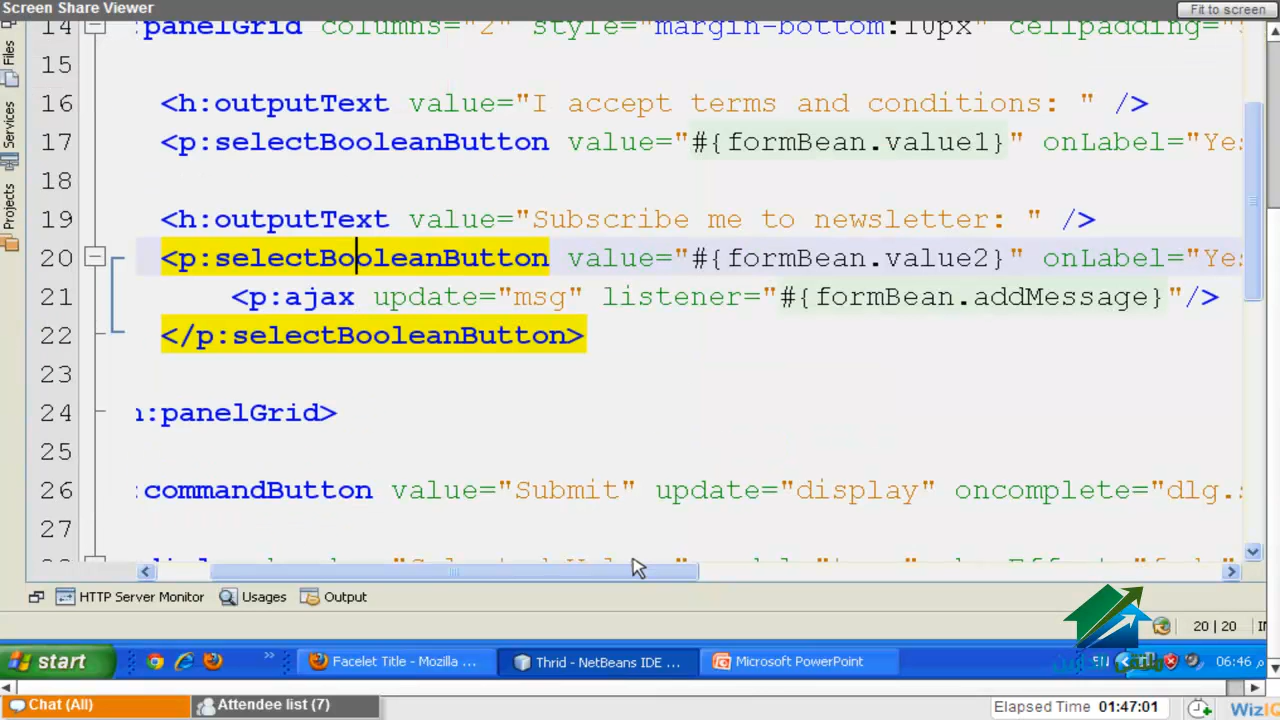 Screen Share Viewer
Fit to screen
Files
Services
Projects
14 :panelGrid columns="2" style="margin-bottom:10px" cellpadding="
15
16 <h:outputText value="I accept terms and conditions: " />
17 <p:selectBooleanButton value="#{formBean.value1}" onLabel="Yes
18
19 <h:outputText value="Subscribe me to newsletter: " />
20 <p:selectBooleanButton value="#{formBean.value2}" onLabel="Yes
21 <p:ajax update="msg" listener="#{formBean.addMessage}"/>
22 </p:selectBooleanButton>
23
24 h:panelGrid>
25
26 :commandButton value="Submit" update="display" oncomplete="dlg.
27
HTTP Server Monitor Usages Output
20 | 20
start Facelet Title - Mozilla ... Thrid - NetBeans IDE ... Microsoft PowerPoint EN 06:46 م
Chat (All) Attendee list (7) Elapsed Time 01:47:01 WizIQ